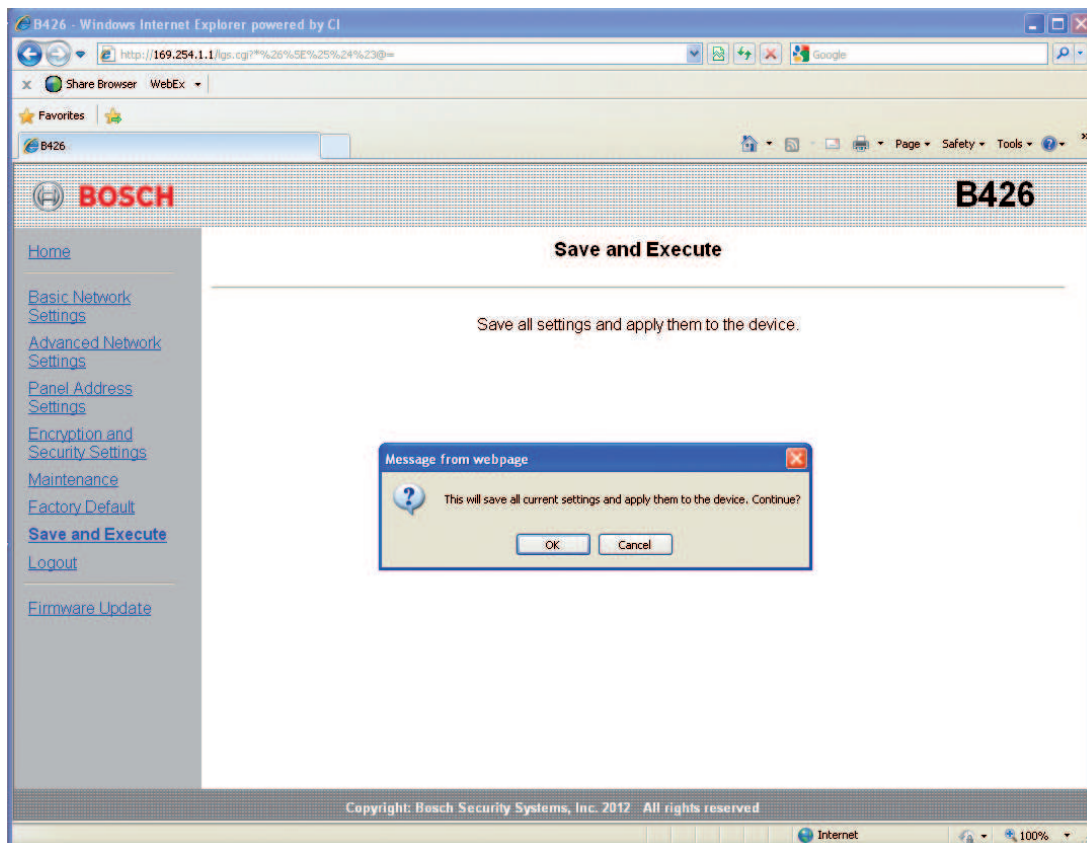 B426 - Windows Internet Explorer powered by CI
http://169.254.1.1/lgs.cgi?*%26%5E%25%24%23@=
Google
x Share Browser WebEx
Favorites
B426
Page Safety Tools
BOSCH
B426
Home
Basic Network
Settings
Advanced Network
Settings
Panel Address
Settings
Encryption and
Security Settings
Maintenance
Factory Default
Save and Execute
Logout
Firmware Update
Save and Execute
Save all settings and apply them to the device.
Message from webpage
This will save all current settings and apply them to the device. Continue?
OK
Cancel
Copyright: Bosch Security Systems, Inc. 2012 All rights reserved
Internet
100%